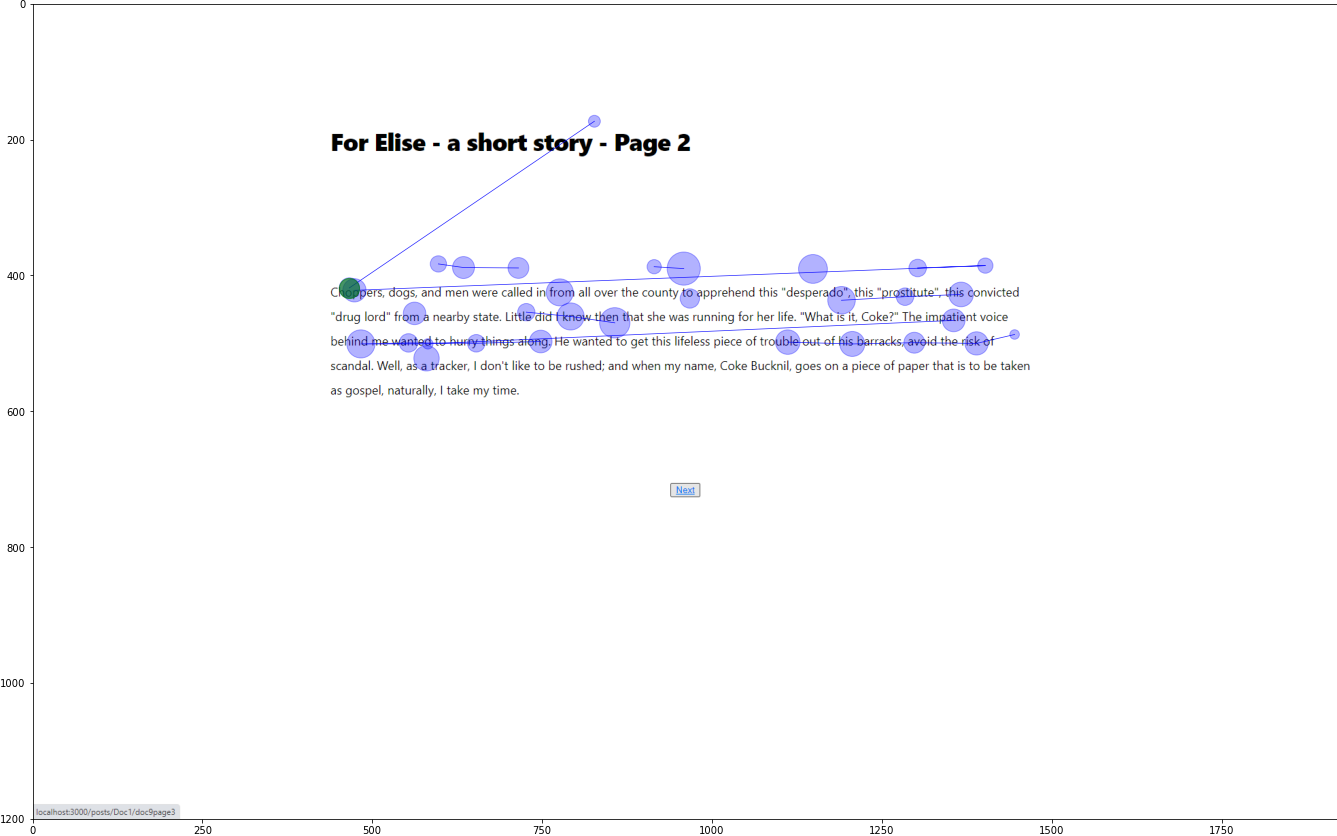 0
200
For Elise - a short story - Page 2
400
Choppers, dogs, and men were called in from all over the county to apprehend this "desperado", this "prostitute", this convicted
"drug lord" from a nearby state. Little did I know then that she was running for her life. "What is it, Coke?" The impatient voice
behind me wanted to hurry things along. He wanted to get this lifeless piece of trouble out of his barracks, avoid the risk of
scandal. Well, as a tracker, I don't like to be rushed; and when my name, Coke Bucknil, goes on a piece of paper that is to be taken
as gospel, naturally, I take my time.
600
Next
800
1000
localhost:3000/posts/Doc1/doc9page3
1200
0 250 500 750 1000 1250 1500 1750